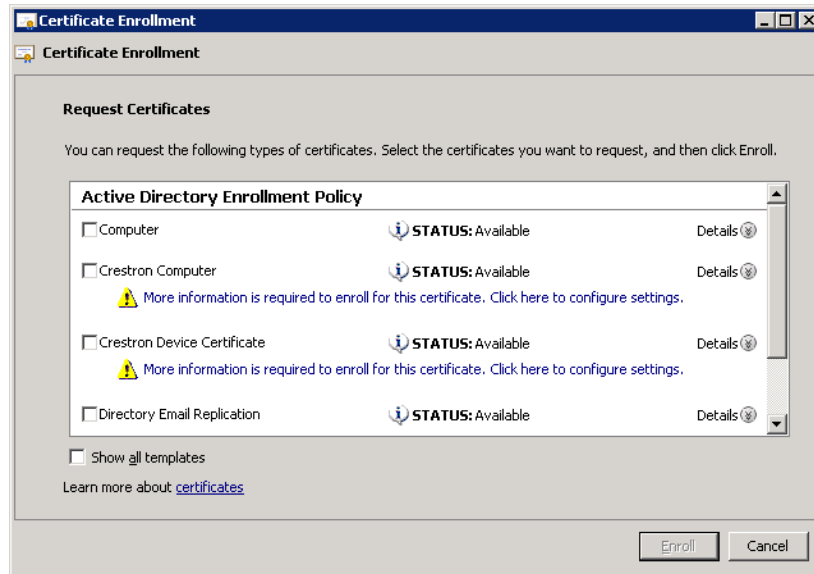 Certificate Enrollment
Certificate Enrollment
Request Certificates
You can request the following types of certificates. Select the certificates you want to request, and then click Enroll.
Active Directory Enrollment Policy
Computer STATUS: Available Details
Crestron Computer STATUS: Available Details
More information is required to enroll for this certificate. Click here to configure settings.
Crestron Device Certificate STATUS: Available Details
More information is required to enroll for this certificate. Click here to configure settings.
Directory Email Replication STATUS: Available Details
Show all templates
Learn more about certificates
Enroll Cancel